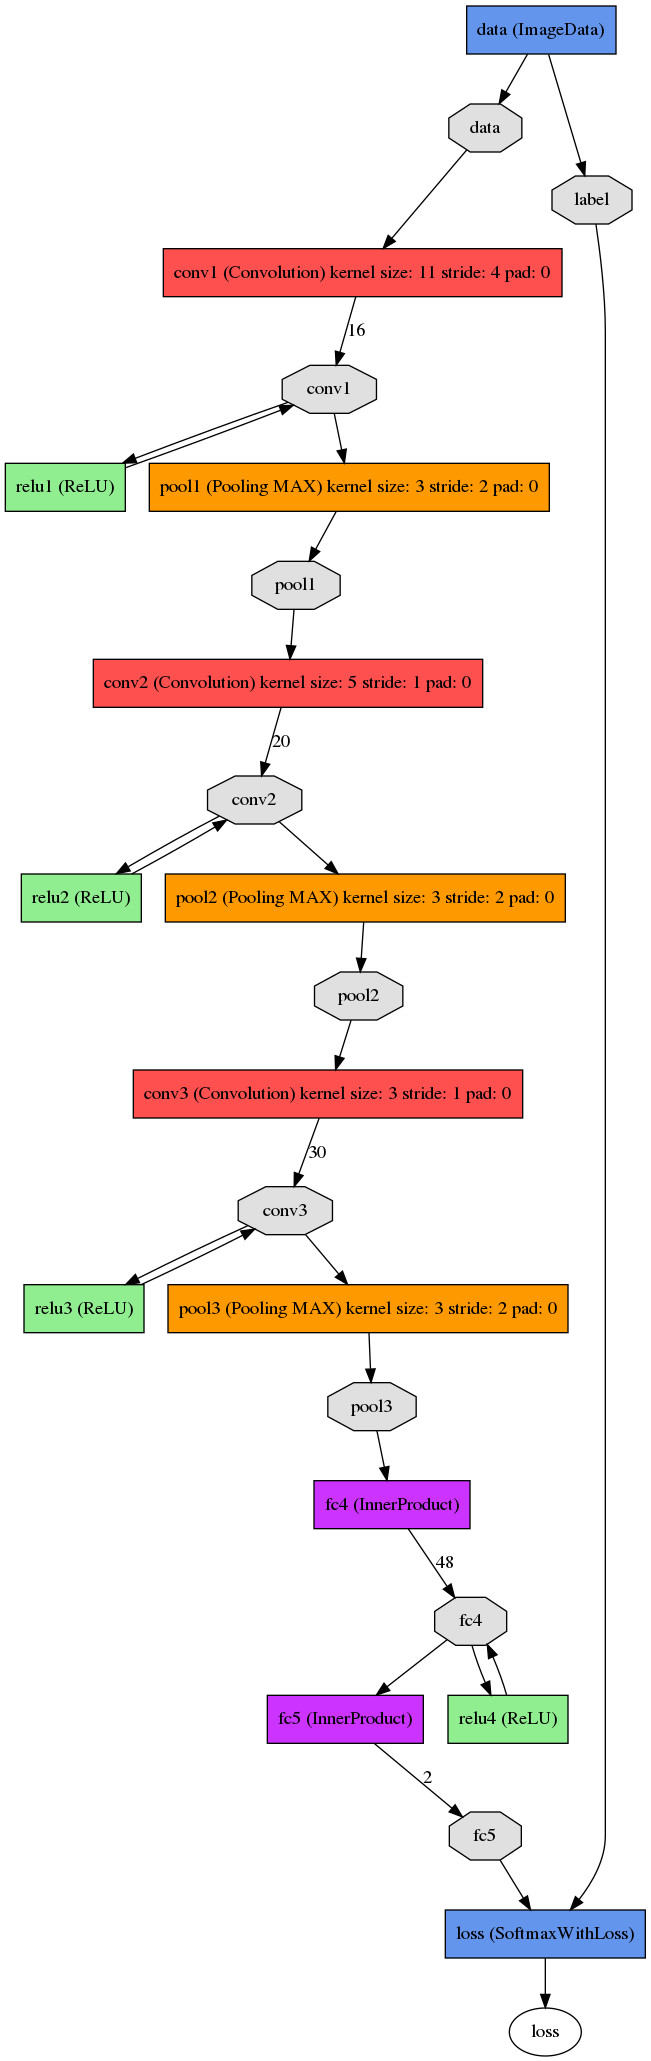 data (ImageData)
data
label
conv1 (Convolution) kernel size: 11 stride: 4 pad: 0
16
conv1
relu1 (ReLU)
pool1 (Pooling MAX) kernel size: 3 stride: 2 pad: 0
pool1
conv2 (Convolution) kernel size: 5 stride: 1 pad: 0
20
conv2
relu2 (ReLU)
pool2 (Pooling MAX) kernel size: 3 stride: 2 pad: 0
pool2
conv3 (Convolution) kernel size: 3 stride: 1 pad: 0
30
conv3
relu3 (ReLU)
pool3 (Pooling MAX) kernel size: 3 stride: 2 pad: 0
pool3
fc4 (InnerProduct)
48
fc4
fc5 (InnerProduct)
relu4 (ReLU)
2
fc5
loss (SoftmaxWithLoss)
loss